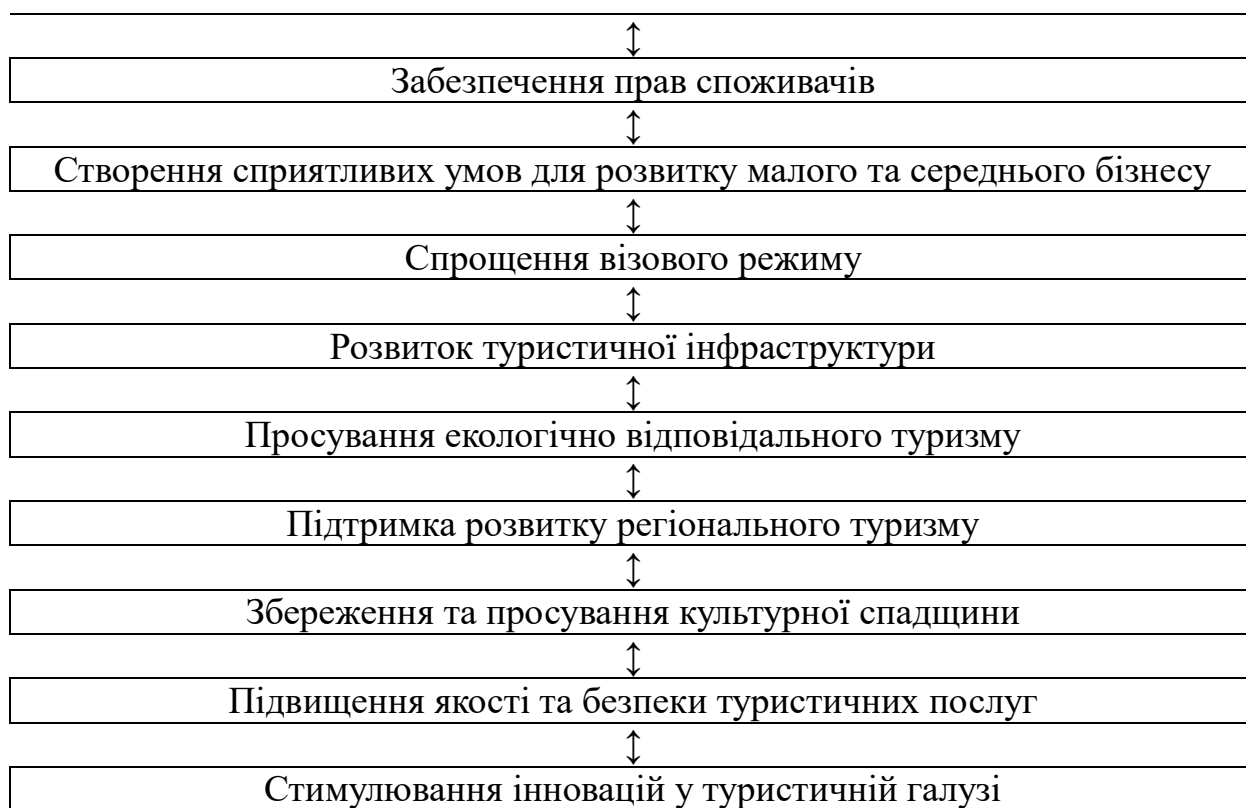 ↕
Забезпечення прав споживачів
↕
Створення сприятливих умов для розвитку малого та середнього бізнесу
↕
Спрощення візового режиму
↕
Розвиток туристичної інфраструктури
↕
Просування екологічно відповідального туризму
↕
Підтримка розвитку регіонального туризму
↕
Збереження та просування культурної спадщини
↕
Підвищення якості та безпеки туристичних послуг
↕
Стимулювання інновацій у туристичній галузі